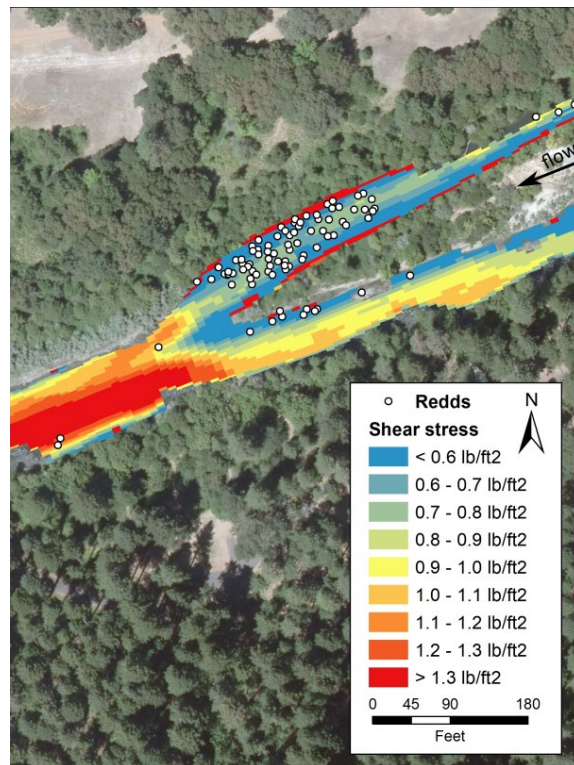 flow
Redds
N
Shear stress
< 0.6 lb/ft2
0.6 - 0.7 lb/ft2
0.7 - 0.8 lb/ft2
0.8 - 0.9 lb/ft2
0.9 - 1.0 lb/ft2
1.0 - 1.1 lb/ft2
1.1 - 1.2 lb/ft2
1.2 - 1.3 lb/ft2
> 1.3 lb/ft2
0 45 90 180
Feet